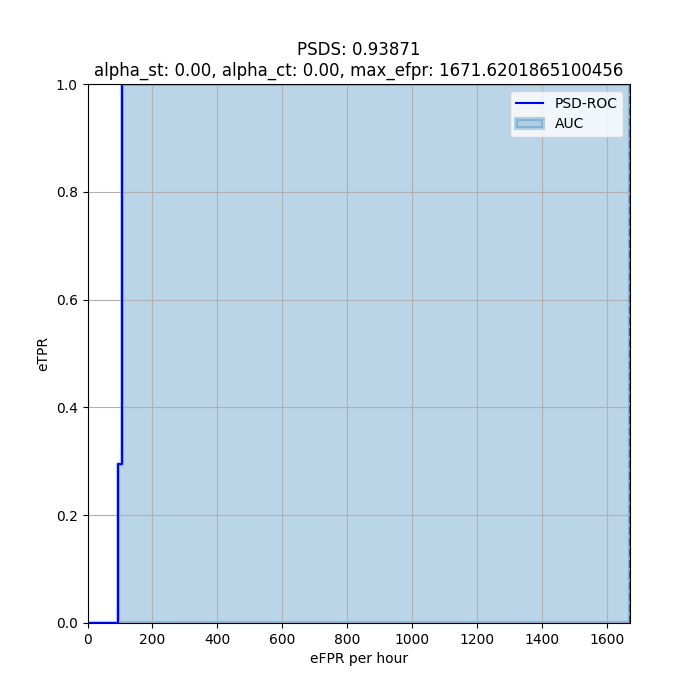 PSDS: 0.93871
alpha_st: 0.00, alpha_ct: 0.00, max_efpr: 1671.6201865100456
PSD-ROC
AUC
1.0
0.8
0.6
0.4
0.2
0.0
eTPR
0 200 400 600 800 1000 1200 1400 1600
eFPR per hour